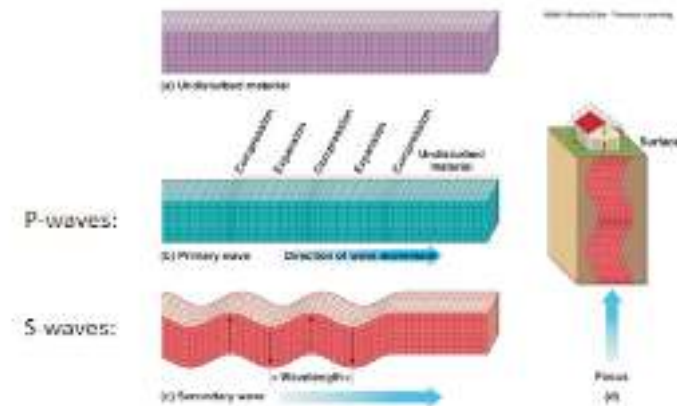 (a) Undisturbed material
Compression
Expansion
Compression
Expansion
Compression
Undisturbed
material
P-waves:
(b) Primary wave
Direction of wave movement
S-waves:
Wavelength
(c) Secondary wave
Surface
Focus
(d)